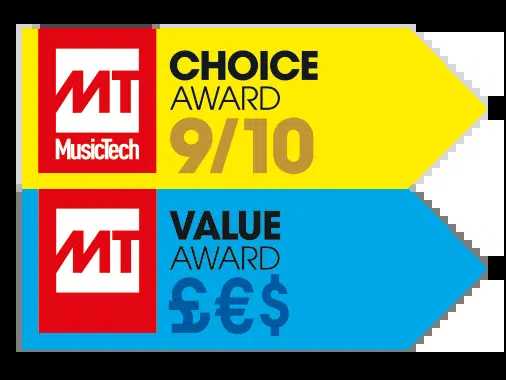 MT
MusicTech
CHOICE
AWARD
9/10
MT
VALUE
AWARD
£€$